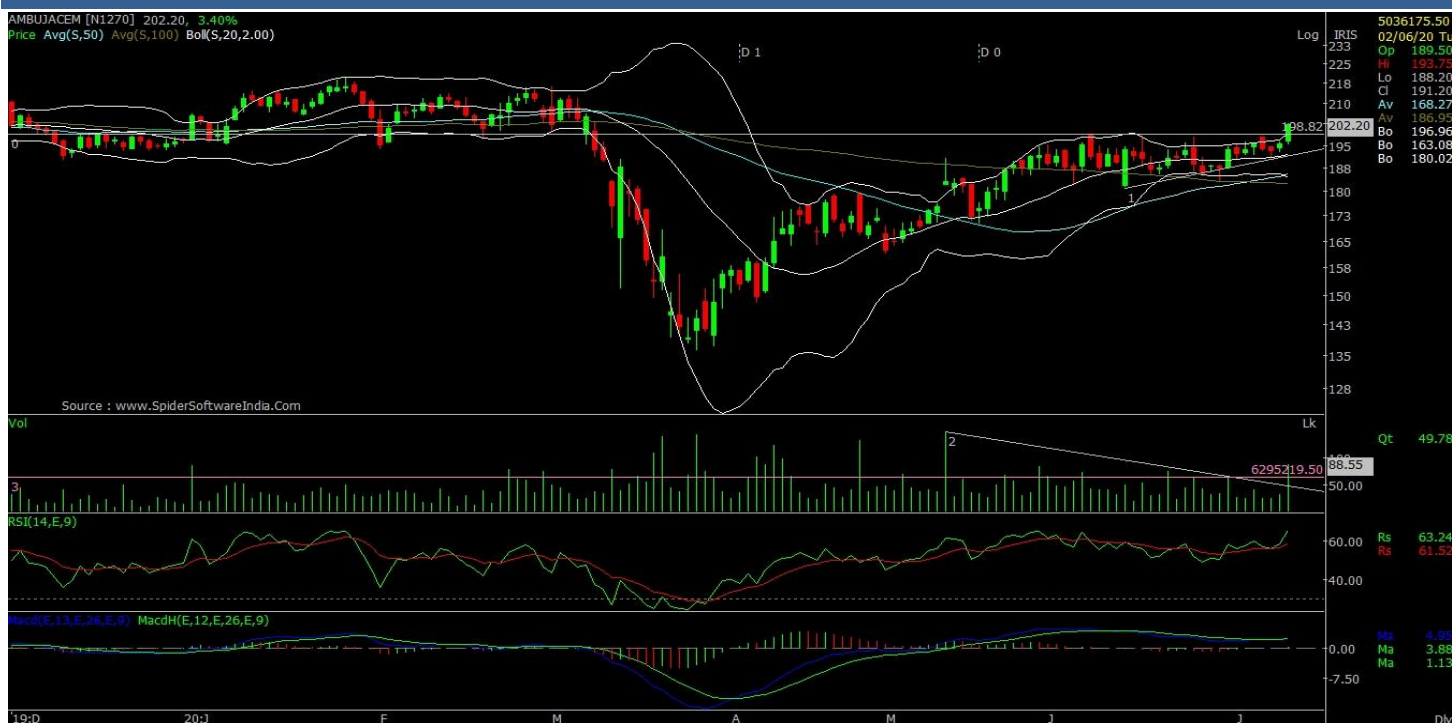 AMBUJACEM [N1270] 202.20, 3.40%
Price Avg(S,50) Avg(S,100) Boll(S,20,2.00)
D 1
D 0
Log
IRIS
233
225
218
210
198.82
202.20
195
188
180
173
165
158
150
143
135
128
0
1
5036175.50
02/06/20 Tu
Op 189.50
Hi 193.75
Lo 188.20
Cl 191.20
Av 168.27
Av 186.95
Bo 196.96
Bo 163.08
Bo 180.02
Source : www.SpiderSoftwareIndia.Com
Vol
Lk
2
3
6295219.50
88.55
50.00
Qt 49.78
RSI(14,E,9)
60.00
40.00
Rs 63.24
Rs 61.52
Macd(E,13,E,26,E,9) MacdH(E,12,E,26,E,9)
0.00
-7.50
Ma 4.95
Ma 3.88
Ma 1.13
'19:D 20:J F M A M J J Div